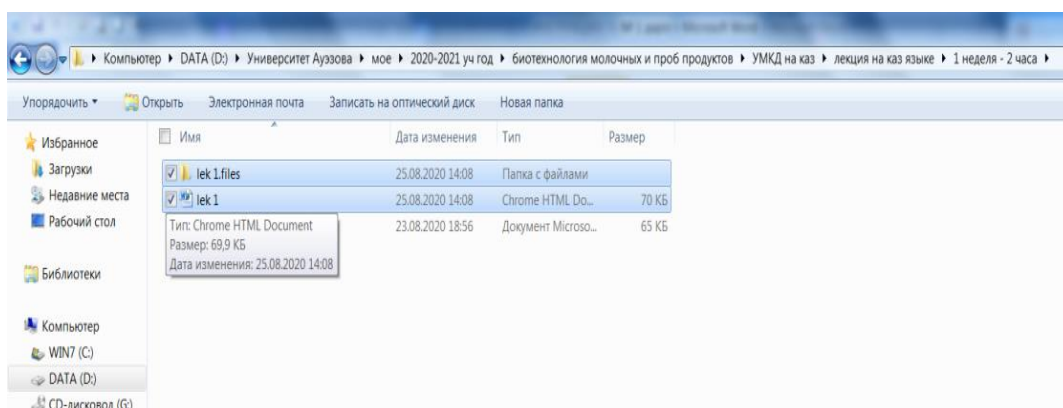 Компьютер ▸ DATA (D:) ▸ Университет Ауэзова ▸ мое ▸ 2020-2021 уч год ▸ биотехнология молочных и проб продуктов ▸ УМКД на каз ▸ лекция на каз языке ▸ 1 неделя - 2 часа ▸
Упорядочить Открыть Электронная почта Записать на оптический диск Новая папка
Избранное
Загрузки
Недавние места
Рабочий стол
Библиотеки
Компьютер
WIN7 (C:)
DATA (D:)
CD-дисковод (G:)
Имя Дата изменения Тип Размер
lek 1.files 25.08.2020 14:08 Папка с файлами
lek 1 25.08.2020 14:08 Chrome HTML Do... 70 КБ
23.08.2020 18:56 Документ Microso... 65 КБ
Тип: Chrome HTML Document
Размер: 69,9 КБ
Дата изменения: 25.08.2020 14:08